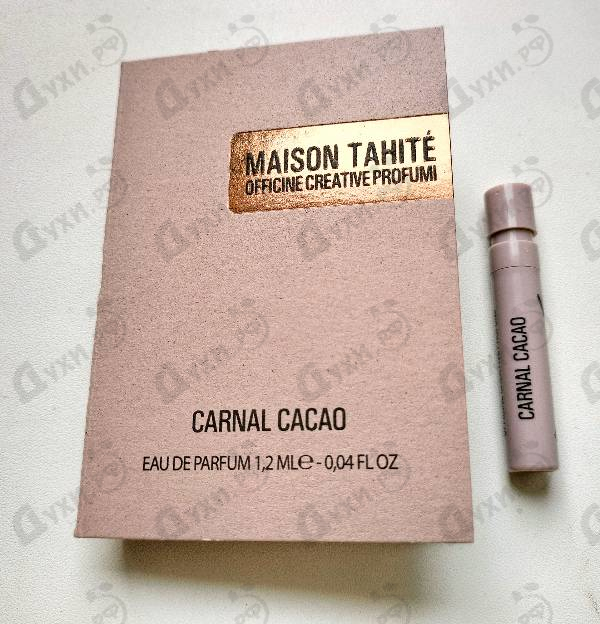 MAISON TAHITÉ
OFFICINE CREATIVE PROFUMI
CARNAL CACAO
EAU DE PARFUM 1,2 ML℮ - 0,04 FL OZ
CARNAL CACAO
Духи.рф